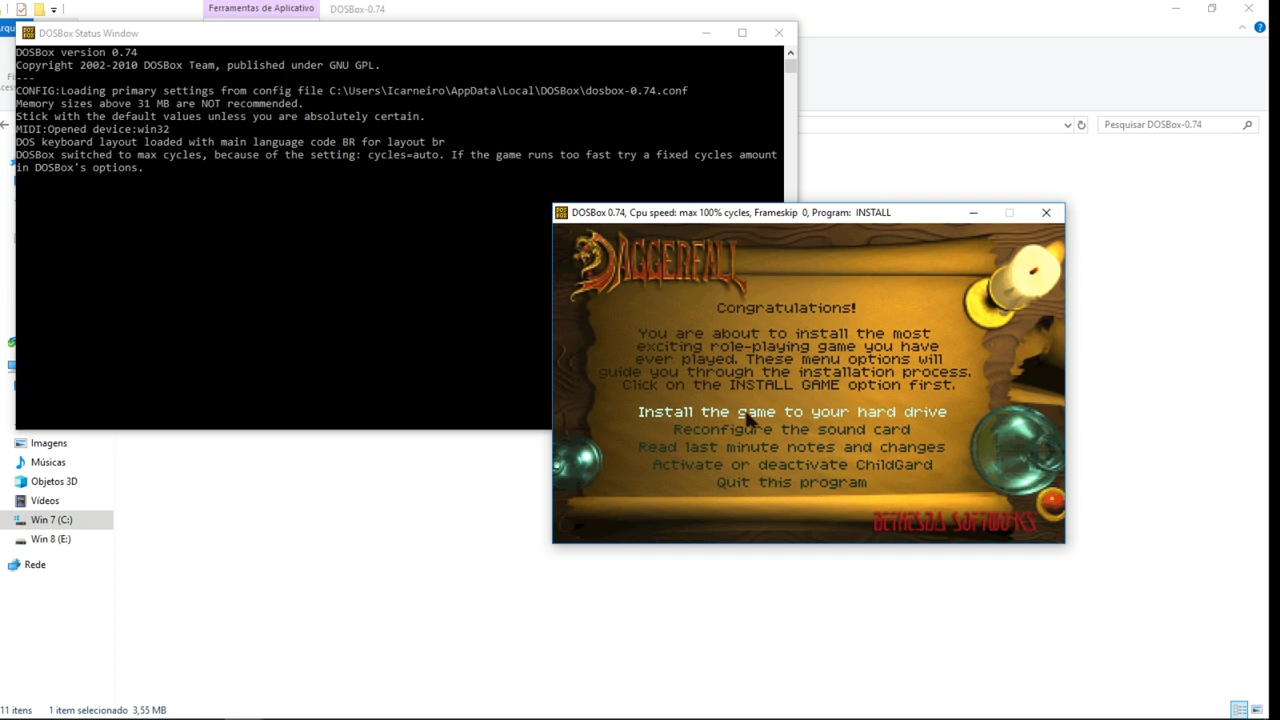 Ferramentas de Aplicativo
DOSBox-0.74
DOSBox Status Window
DOSBox version 0.74
Copyright 2002-2010 DOSBox Team, published under GNU GPL.
---
CONFIG:Loading primary settings from config file C:\Users\Icarneiro\AppData\Local\DOSBox\dosbox-0.74.conf
Memory sizes above 31 MB are NOT recommended.
Stick with the default values unless you are absolutely certain.
MIDI:Opened device:win32
DOS keyboard layout loaded with main language code BR for layout br
DOSBox switched to max cycles, because of the setting: cycles=auto. If the game runs too fast try a fixed cycles amount
in DOSBox's options.
Pesquisar DOSBox-0.74
DOSBox 0.74, Cpu speed: max 100% cycles, Frameskip 0, Program: INSTALL
DAGGERFALL
Congratulations!
You are about to install the most
exciting role-playing game you have
ever played. These menu options will
guide you through the installation process.
Click on the INSTALL GAME option first.
Install the game to your hard drive
Reconfigure the sound card
Read last minute notes and changes
Activate or deactivate ChildGard
Quit this program
BETHESDA SOFTWORKS
Imagens
Músicas
Objetos 3D
Vídeos
Win 7 (C:)
Win 8 (E:)
Rede
11 itens
1 item selecionado 3,55 MB